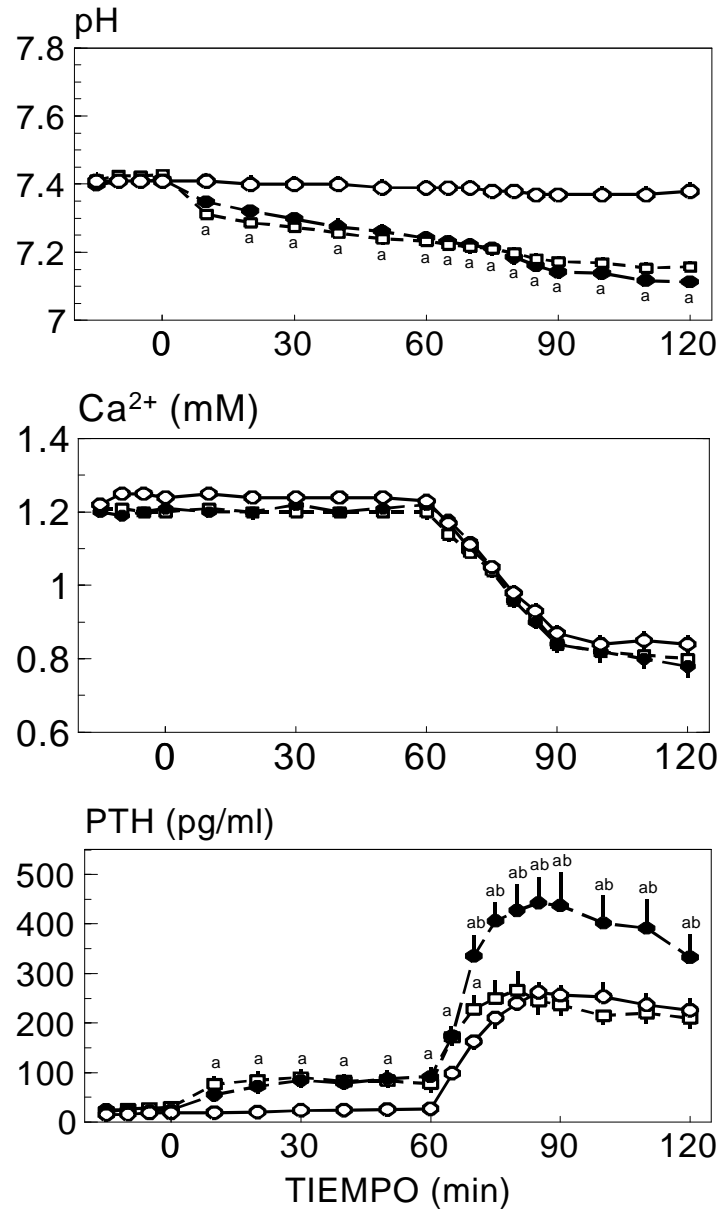 pH
7.8
7.6
7.4
7.2
7
a a a a a a a a a a a a a a a
0 30 60 90 120
Ca²⁺ (mM)
1.4
1.2
1
0.8
0.6
0 30 60 90 120
PTH (pg/ml)
500
400
300
200
100
0
ab ab ab ab ab ab ab ab
a a
a a a a a a
0 30 60 90 120
TIEMPO (min)